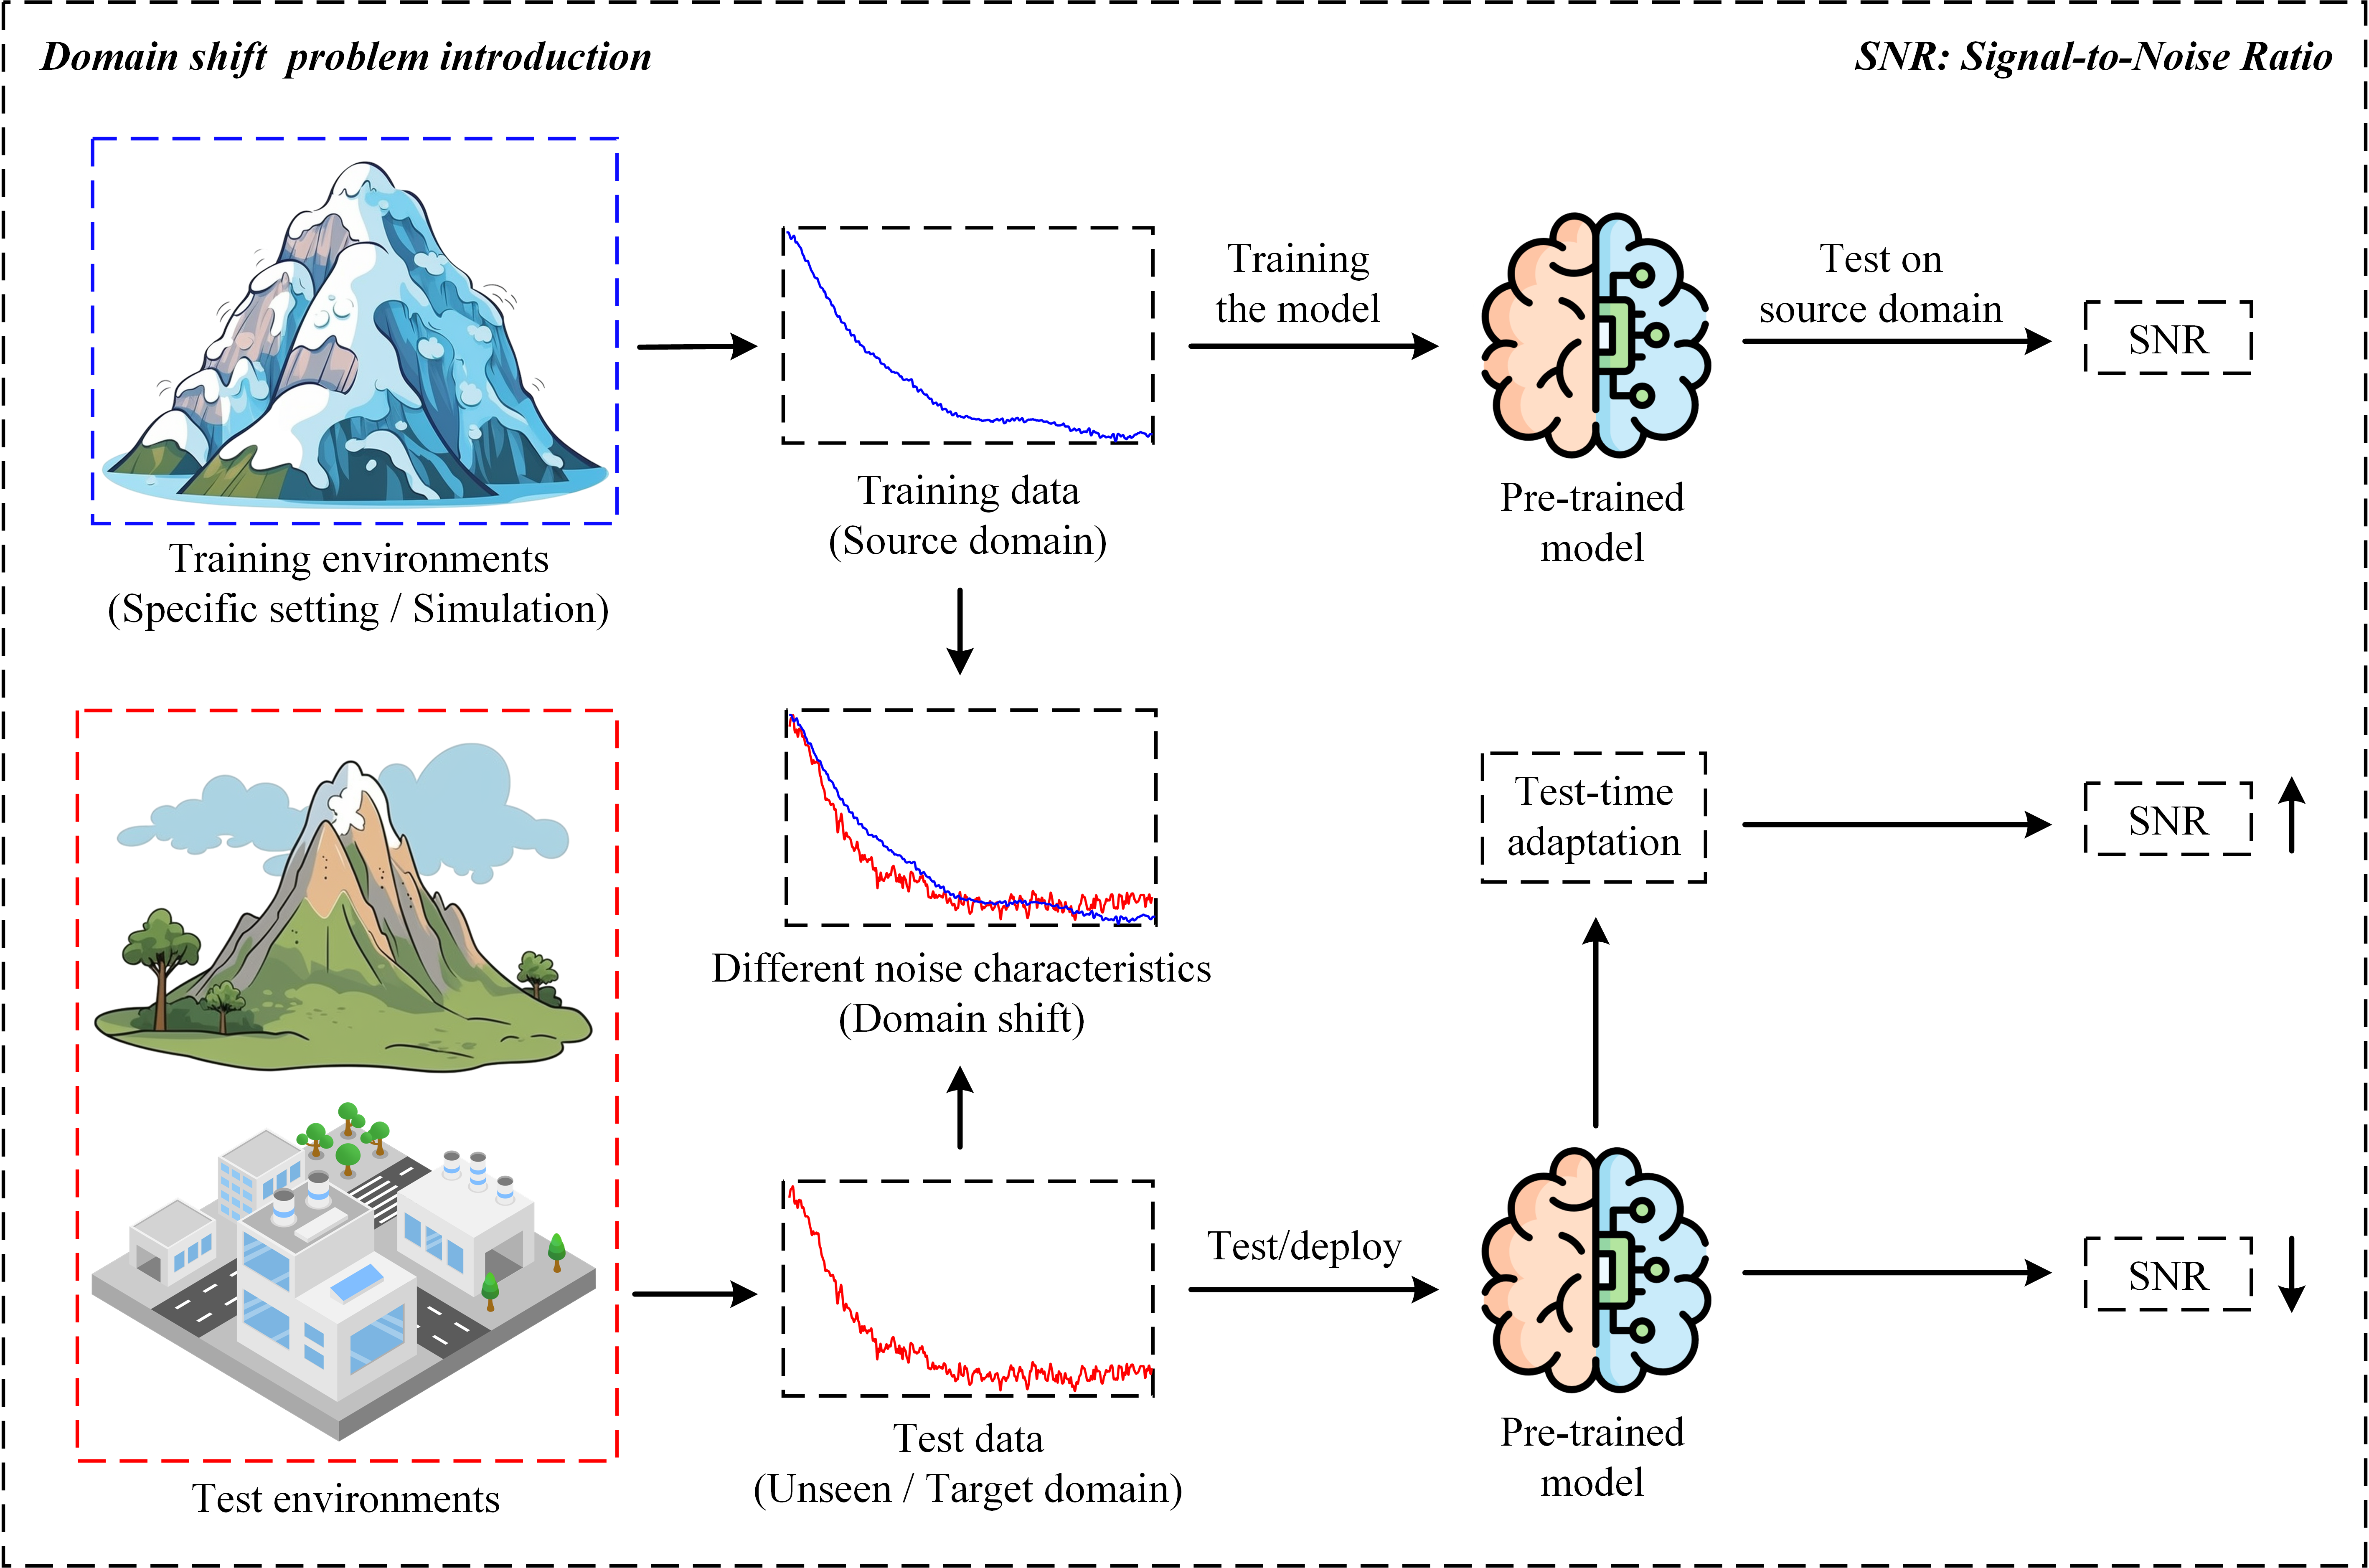 Domain shift problem introduction
SNR: Signal-to-Noise Ratio
Training environments
(Specific setting / Simulation)
Training data
(Source domain)
Training
the model
Pre-trained
model
Test on
source domain
SNR
Different noise characteristics
(Domain shift)
Test-time
adaptation
SNR
Test environments
Test data
(Unseen / Target domain)
Test/deploy
Pre-trained
model
SNR